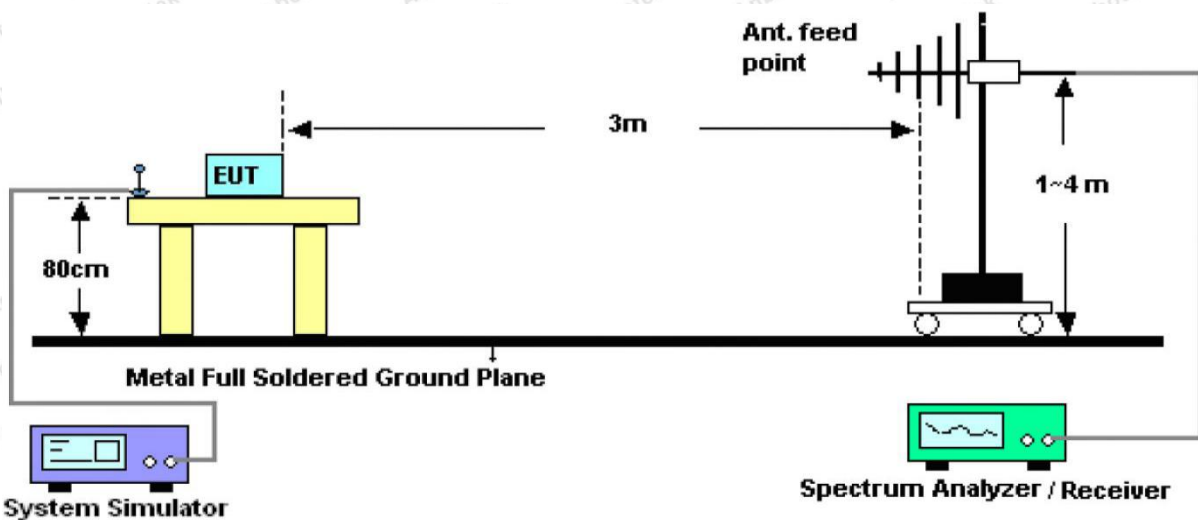 Ant. feed
point
3m
EUT
1~4 m
80cm
Metal Full Soldered Ground Plane
System Simulator
Spectrum Analyzer / Receiver